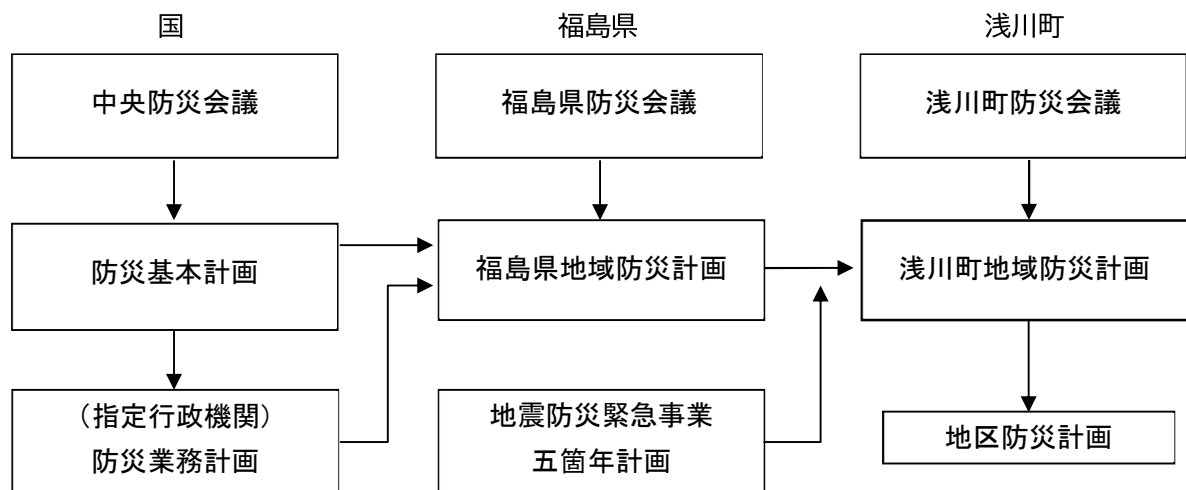 国
福島県
浅川町
中央防災会議
福島県防災会議
浅川町防災会議
防災基本計画
福島県地域防災計画
浅川町地域防災計画
（指定行政機関）
防災業務計画
地震防災緊急事業
五箇年計画
地区防災計画